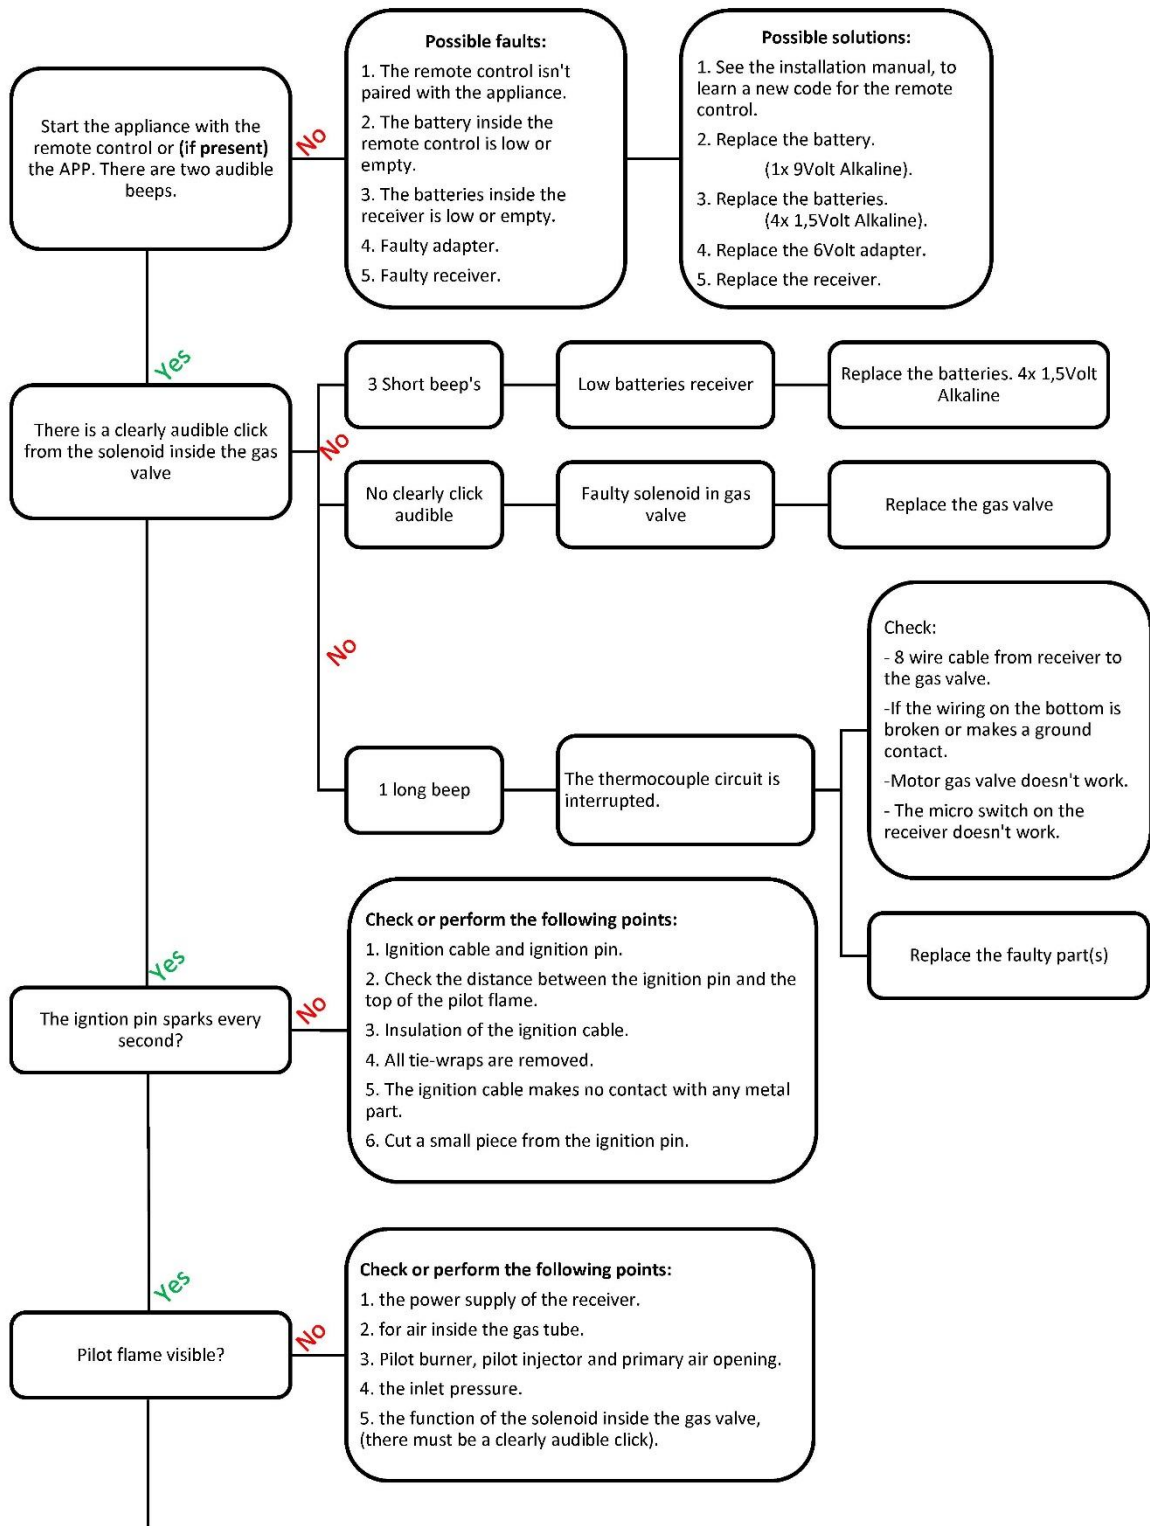 Start the appliance with the
remote control or (if present)
the APP. There are two audible
beeps.
No
Possible faults:
1. The remote control isn't
paired with the appliance.
2. The battery inside the
remote control is low or
empty.
3. The batteries inside the
receiver is low or empty.
4. Faulty adapter.
5. Faulty receiver.
Possible solutions:
1. See the installation manual, to
learn a new code for the remote
control.
2. Replace the battery.
(1x 9Volt Alkaline).
3. Replace the batteries.
(4x 1,5Volt Alkaline).
4. Replace the 6Volt adapter.
5. Replace the receiver.
Yes
There is a clearly audible click
from the solenoid inside the gas
valve
No
3 Short beep's
Low batteries receiver
Replace the batteries. 4x 1,5Volt
Alkaline
No clearly click
audible
Faulty solenoid in gas
valve
Replace the gas valve
No
1 long beep
The thermocouple circuit is
interrupted.
Check:
- 8 wire cable from receiver to
the gas valve.
-If the wiring on the bottom is
broken or makes a ground
contact.
-Motor gas valve doesn't work.
- The micro switch on the
receiver doesn't work.
Replace the faulty part(s)
Yes
The igntion pin sparks every
second?
No
Check or perform the following points:
1. Ignition cable and ignition pin.
2. Check the distance between the ignition pin and the
top of the pilot flame.
3. Insulation of the ignition cable.
4. All tie-wraps are removed.
5. The ignition cable makes no contact with any metal
part.
6. Cut a small piece from the ignition pin.
Yes
Pilot flame visible?
No
Check or perform the following points:
1. the power supply of the receiver.
2. for air inside the gas tube.
3. Pilot burner, pilot injector and primary air opening.
4. the inlet pressure.
5. the function of the solenoid inside the gas valve,
(there must be a clearly audible click).